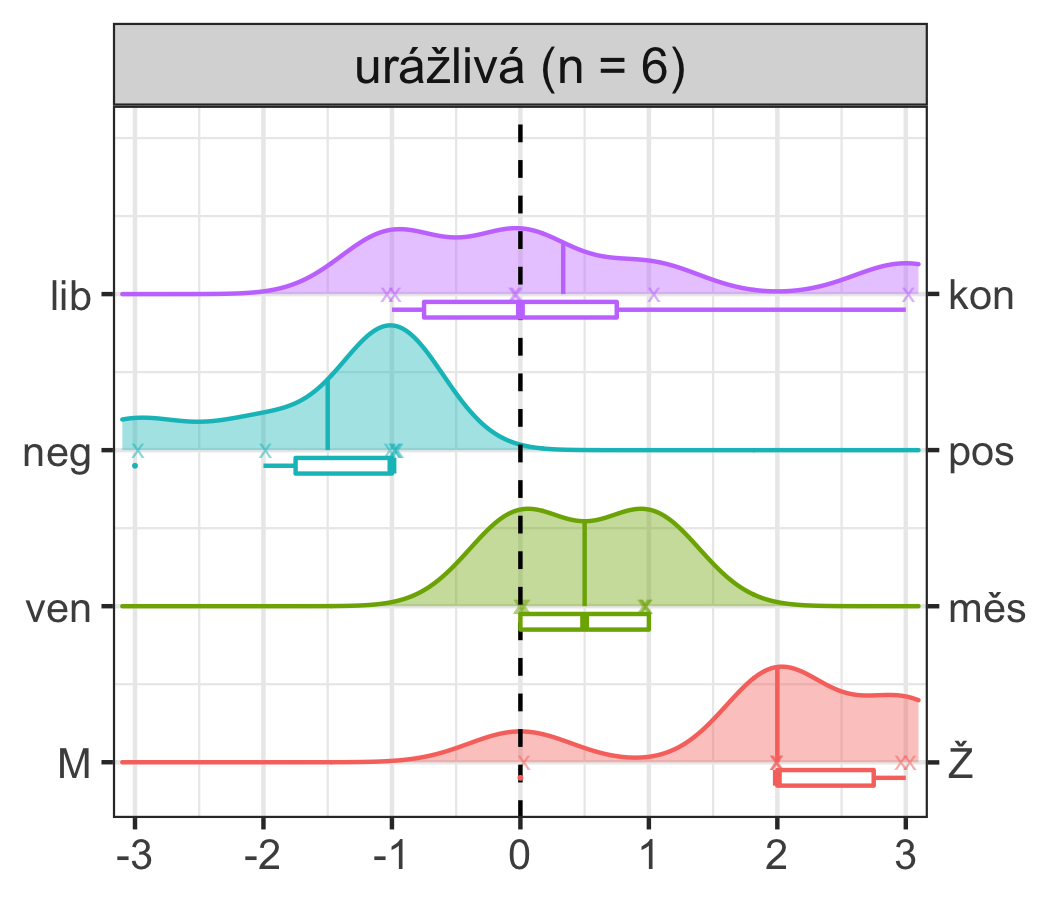 urážlivá (n = 6)
lib kon
neg pos
ven měs
M Ž
-3 -2 -1 0 1 2 3